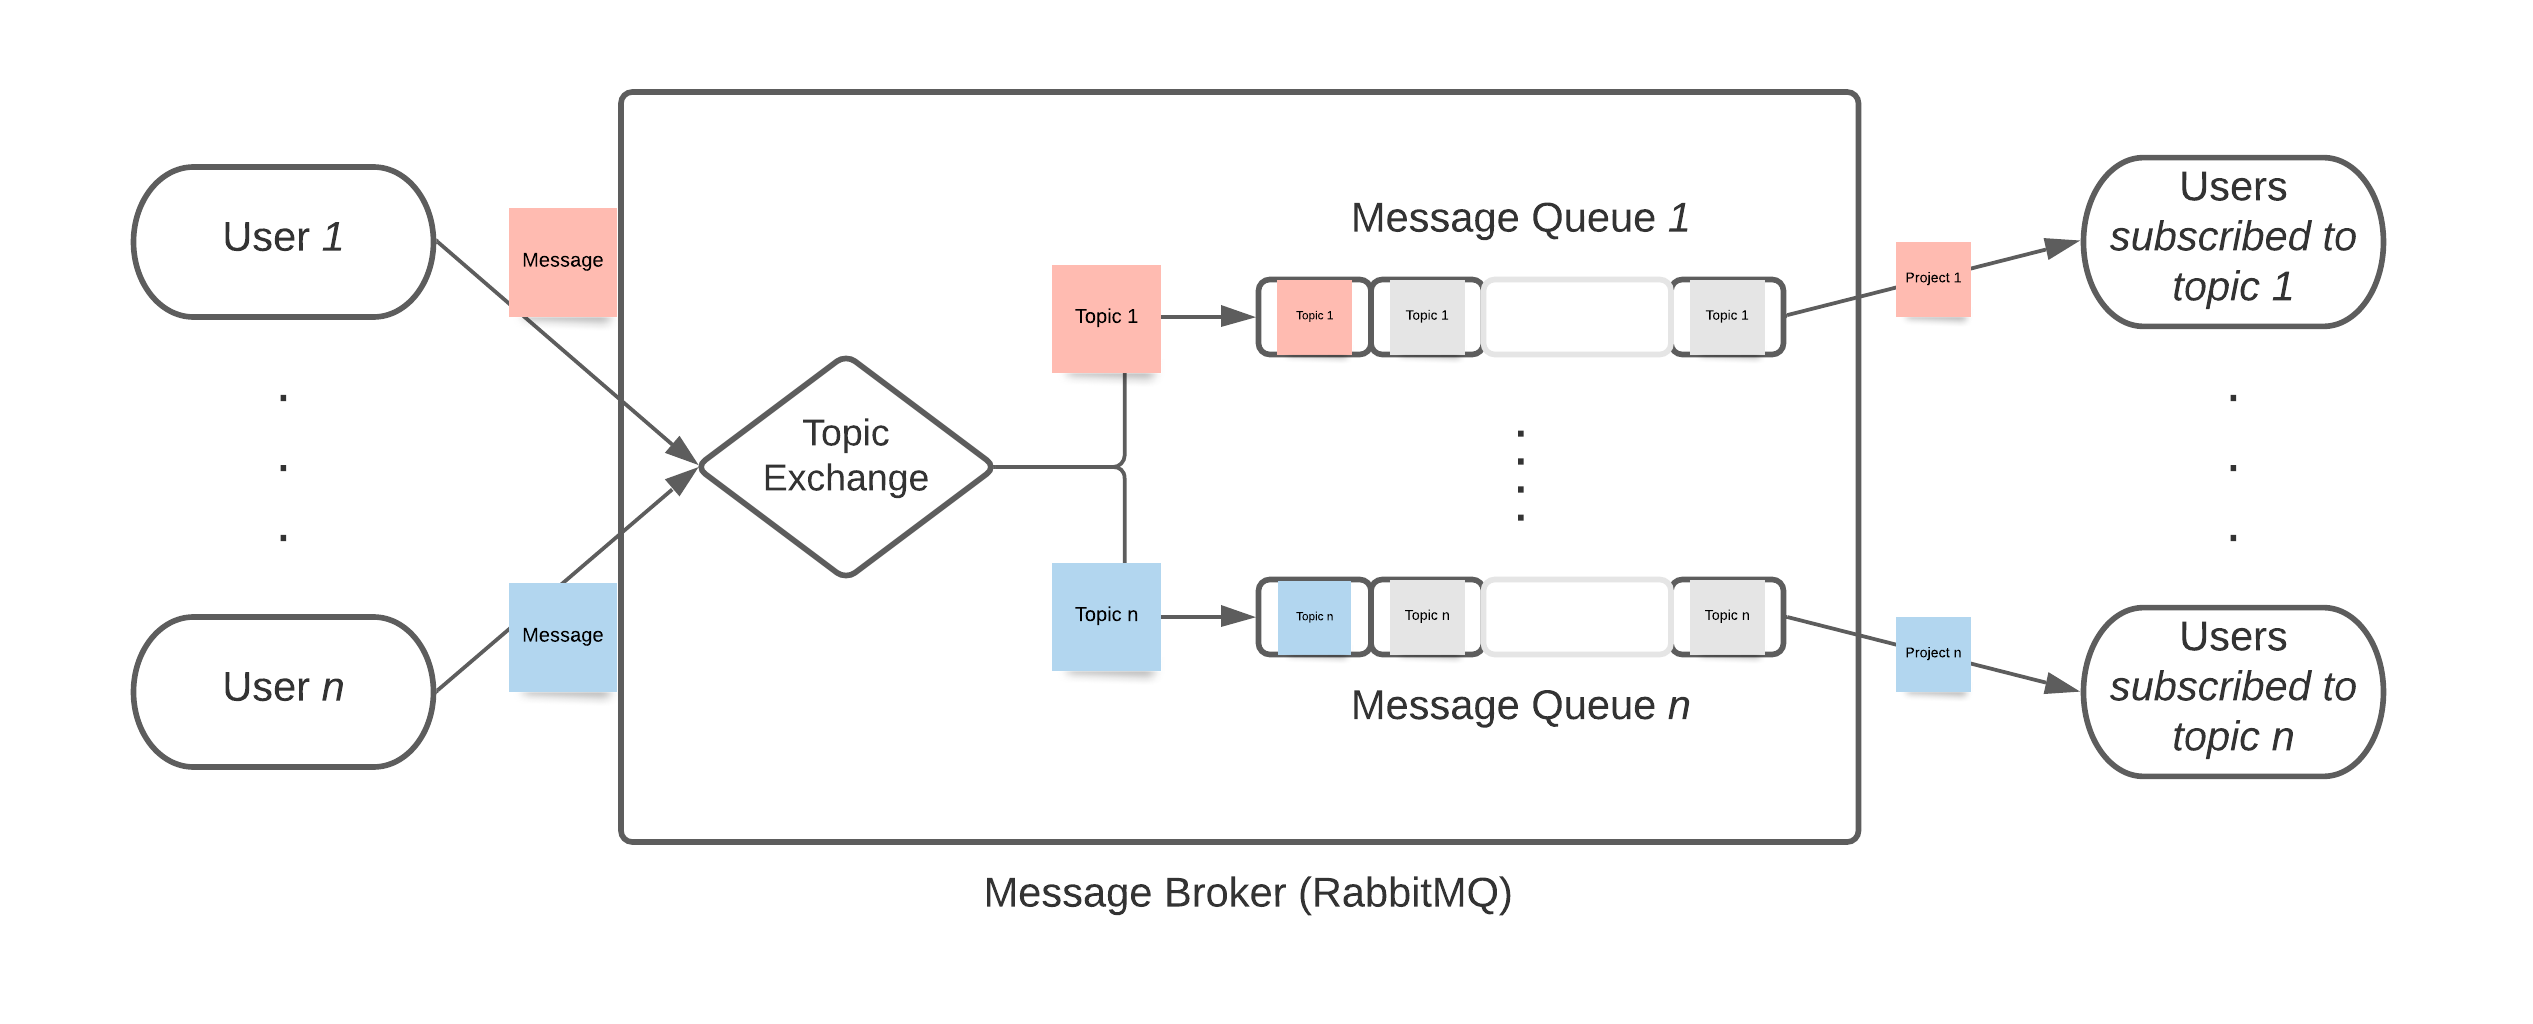 User 1
Message
.
.
.
User n
Message
Topic
Exchange
Topic 1
Topic n
Message Queue 1
Topic 1
Topic 1
Topic 1
.
.
.
.
Topic n
Topic n
Topic n
Message Queue n
Project 1
Project n
Users
subscribed to
topic 1
.
.
.
Users
subscribed to
topic n
Message Broker (RabbitMQ)